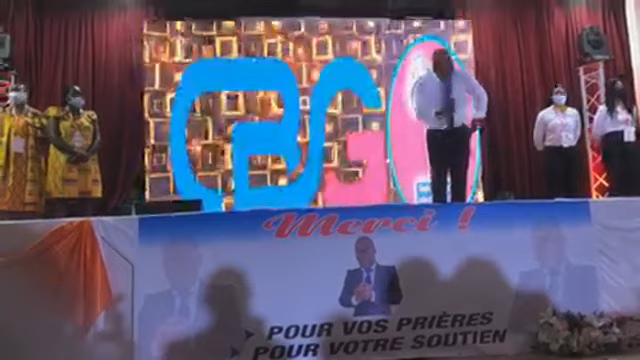 Merci !
➤ POUR VOS PRIÈRES
➤ POUR VOTRE SOUTIEN